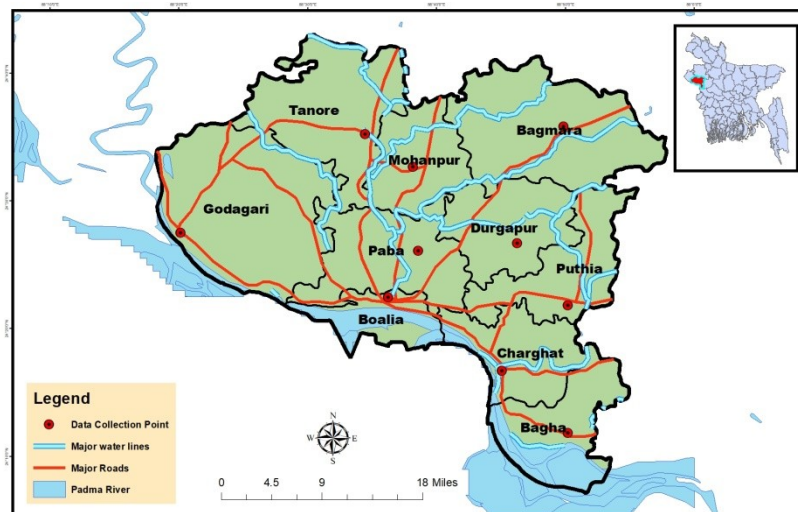 Tanore
Bagmara
Mohanpur
Godagari
Durgapur
Paba
Puthia
Boalia
Charghat
Bagha
Legend
Data Collection Point
Major water lines
Major Roads
Padma River
N
W E
S
0 4.5 9 18 Miles